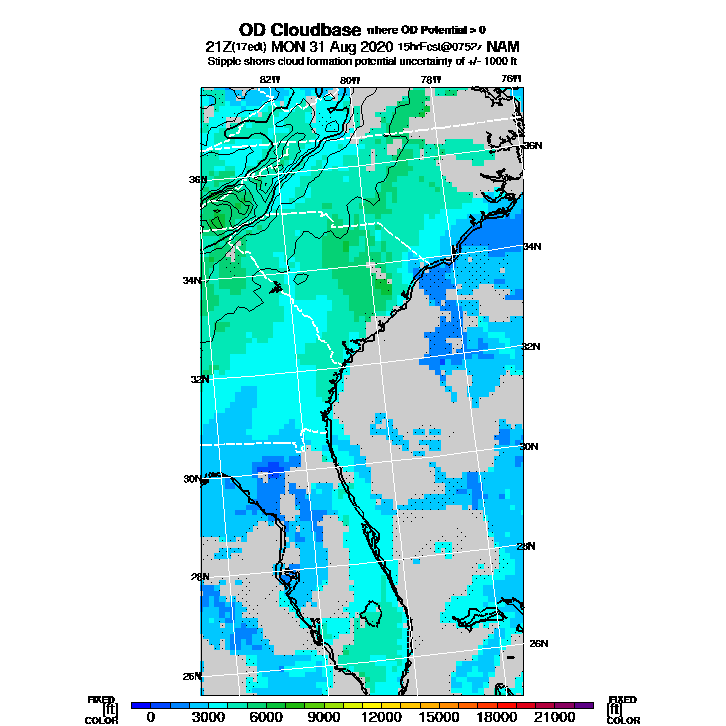 OD Cloudbase where OD Potential > 0
21Z(17edt) MON 31 Aug 2020 15hrFcst@0752z NAM
Stipple shows cloud formation potential uncertainty of +/- 1000 ft
82W 80W 78W 76W
36N
36N
34N
34N
32N
32N
30N
30N
28N
28N
26N
26N
FIXED FIXED
[ft] [ft]
COLOR 0 3000 6000 9000 12000 15000 18000 21000 COLOR